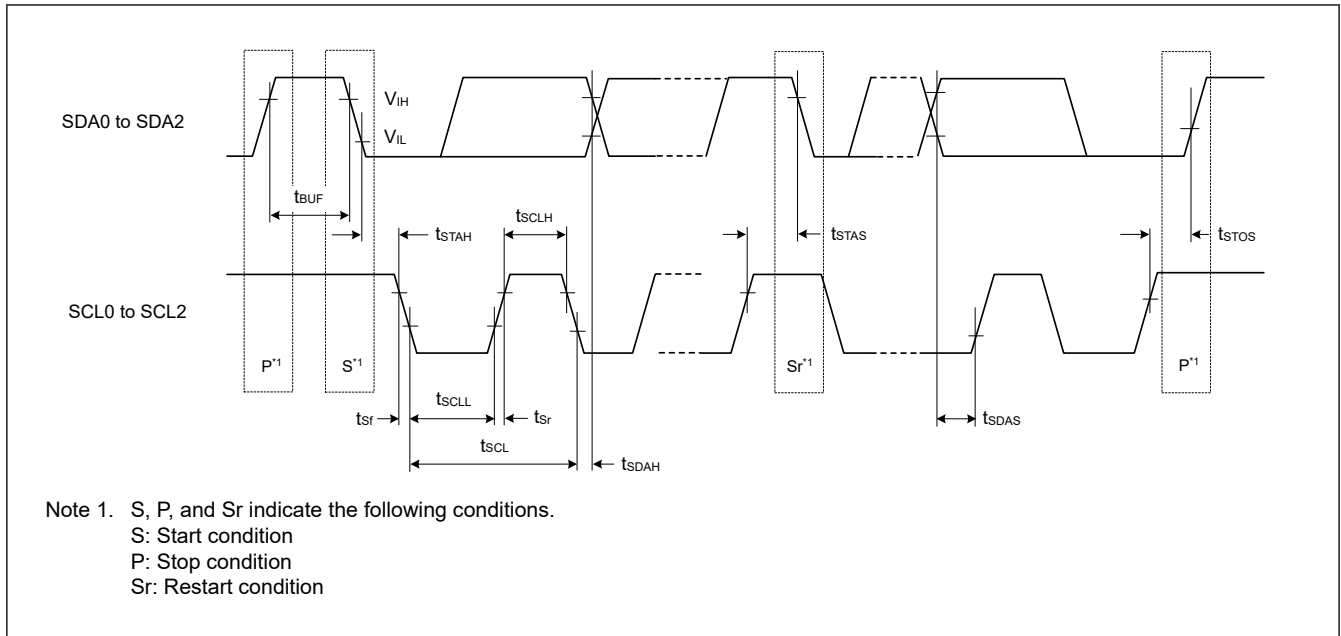 SDA0 to SDA2
VIH
VIL
tBUF
tSTAH
tSCLH
tSTAS
tSTOS
SCL0 to SCL2
P*1
S*1
Sr*1
P*1
tSf
tSCLL
tSr
tSCL
tSDAH
tSDAS
Note 1. S, P, and Sr indicate the following conditions.
S: Start condition
P: Stop condition
Sr: Restart condition